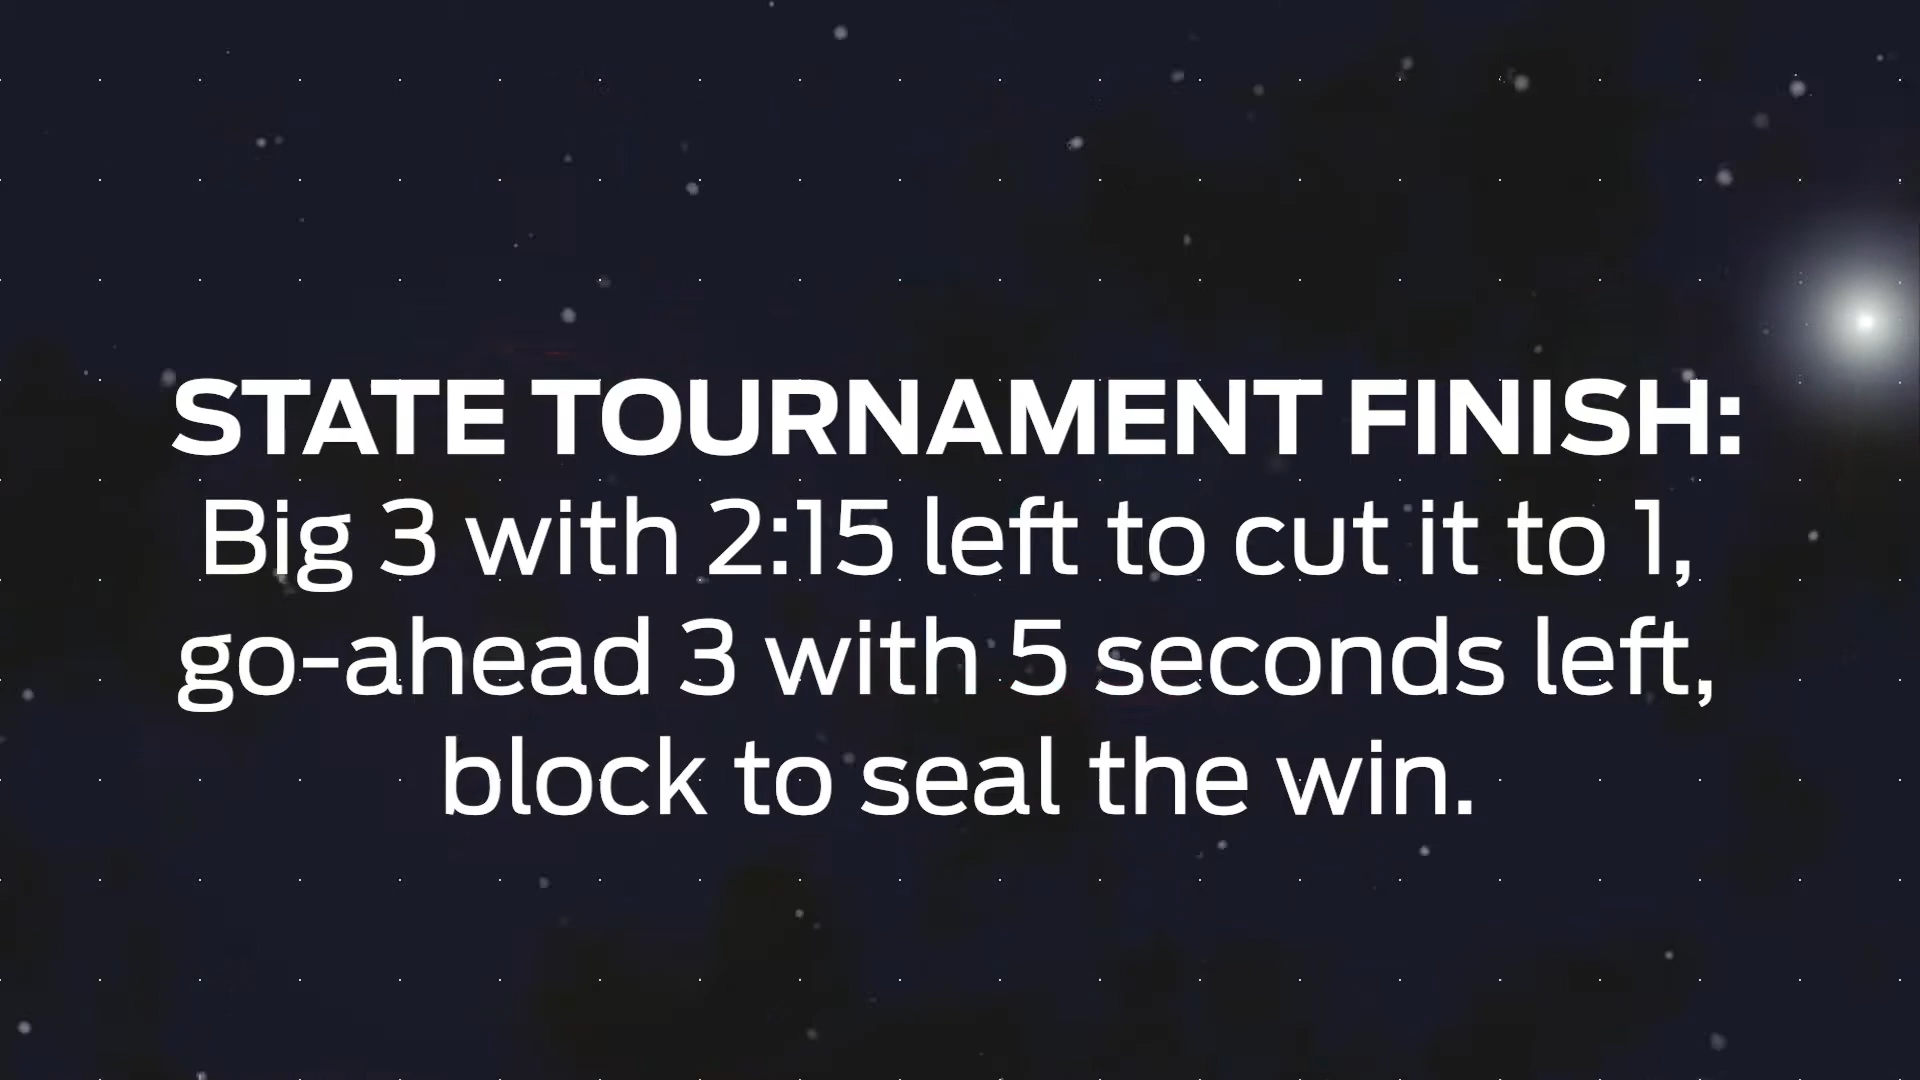 STATE TOURNAMENT FINISH:
Big 3 with 2:15 left to cut it to 1,
go-ahead 3 with 5 seconds left,
block to seal the win.